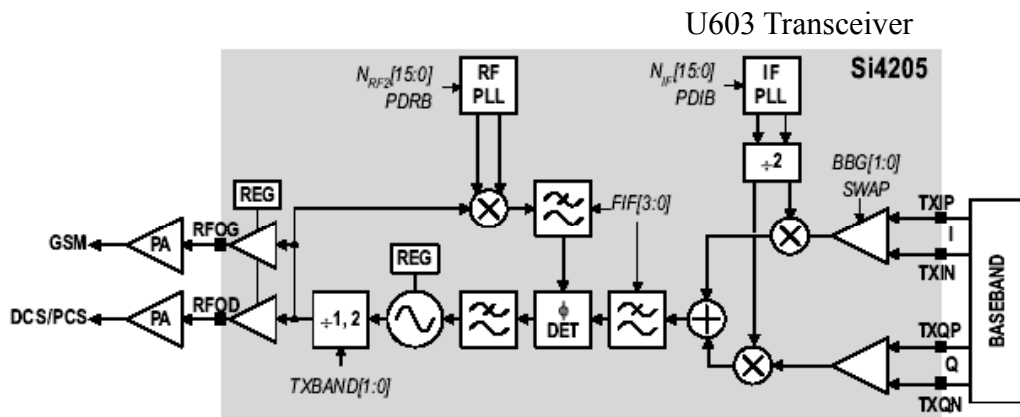 U603 Transceiver
Si4205
N_RF2[15:0]
PDRB
RF
PLL
N_IF[15:0]
PDIB
IF
PLL
÷2
BBG[1:0]
SWAP
REG
FIF[3:0]
TXIP
I
TXIN
GSM
PA
RFOG
REG
DCS/PCS
PA
RFOD
÷1, 2
ϕ
DET
TXBAND[1:0]
TXQP
Q
TXQN
BASEBAND